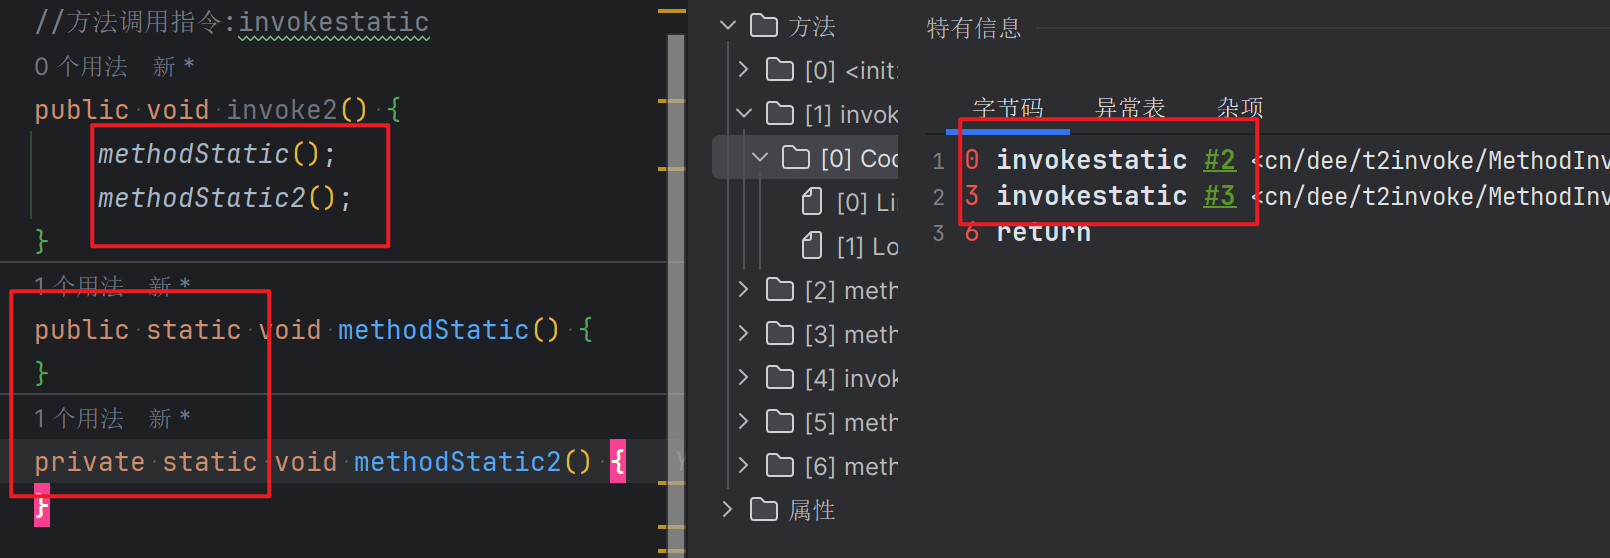 //方法调用指令:invokestatic
0 个用法 新 *
public void invoke2() {
methodStatic();
methodStatic2();
}
1 个用法 新 *
public static void methodStatic() {
}
1 个用法 新 *
private static void methodStatic2() {
}
方法
[0] <init>
[1] invok
[0] Coc
[0] Li
[1] Lo
[2] meth
[3] meth
[4] invok
[5] meth
[6] meth
属性
特有信息
字节码 异常表 杂项
1 0 invokestatic #2 <cn/dee/t2invoke/MethodInv
2 3 invokestatic #3 <cn/dee/t2invoke/MethodInv
3 6 return